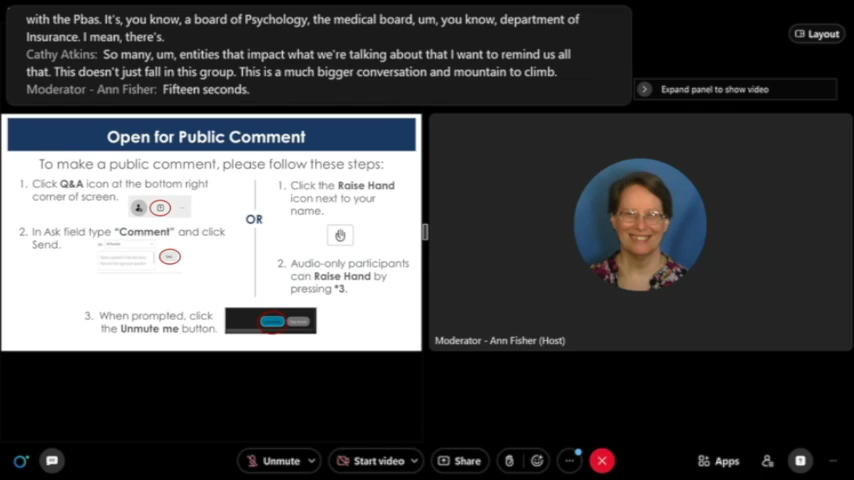 with the Pbas. It's, you know, a board of Psychology, the medical board, um, you know, department of
Insurance. I mean, there's.
Cathy Atkins: So many, um, entities that impact what we're talking about that I want to remind us all
that. This doesn't just fall in this group. This is a much bigger conversation and mountain to climb.
Moderator - Ann Fisher: Fifteen seconds.
Layout
Expand panel to show video
Open for Public Comment
To make a public comment, please follow these steps:
1. Click Q&A icon at the bottom right
corner of screen.
2. In Ask field type "Comment" and click
Send.
OR
1. Click the Raise Hand
icon next to your
name.
2. Audio-only participants
can Raise Hand by
pressing *3.
3. When prompted, click
the Unmute me button.
Moderator - Ann Fisher (Host)
Unmute
Start video
Share
Apps